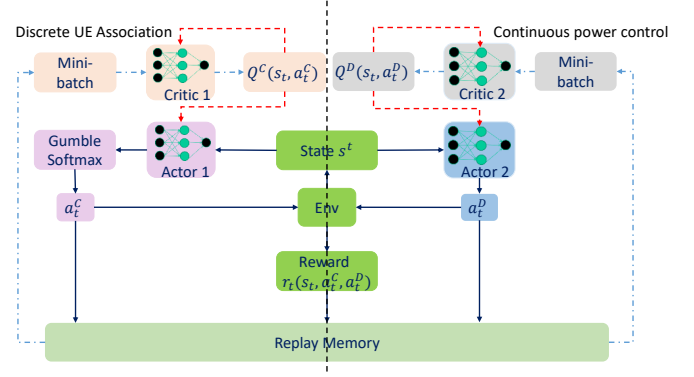 Discrete UE Association
Continuous power control
Mini-
batch
Critic 1
Q^C(s_t, a_t^C)
Q^D(s_t, a_t^D)
Critic 2
Mini-
batch
Gumble
Softmax
Actor 1
State s^t
Actor 2
a_t^C
Env
a_t^D
Reward
r_t(s_t, a_t^C, a_t^D)
Replay Memory